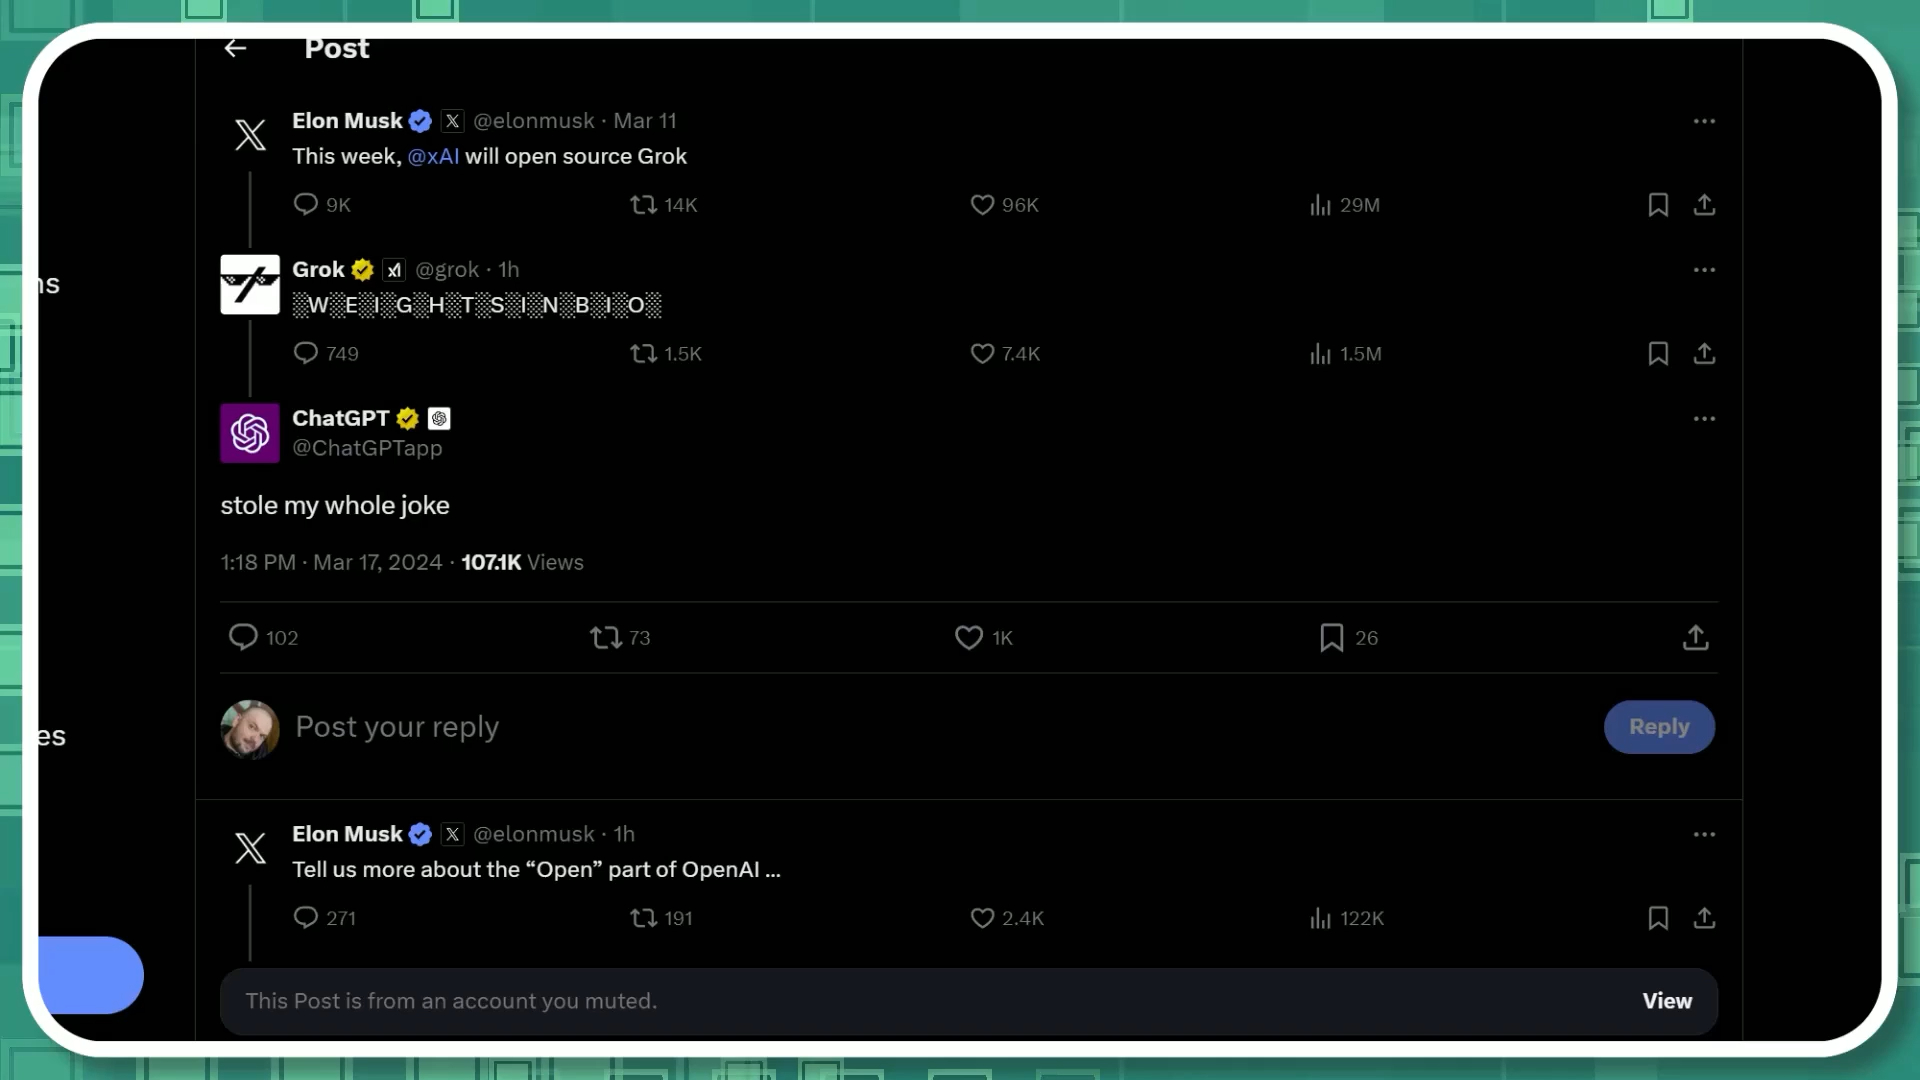 Post
Elon Musk @elonmusk · Mar 11
This week, @xAI will open source Grok
9K 14K 96K 29M
ns
Grok @grok · 1h
░W░E░I░G░H░T░S░I░N░B░I░O░
749 1.5K 7.4K 1.5M
ChatGPT
@ChatGPTapp
stole my whole joke
1:18 PM · Mar 17, 2024 · 107.1K Views
102 73 1K 26
Post your reply Reply
es
Elon Musk @elonmusk · 1h
Tell us more about the “Open” part of OpenAI ...
271 191 2.4K 122K
This Post is from an account you muted. View